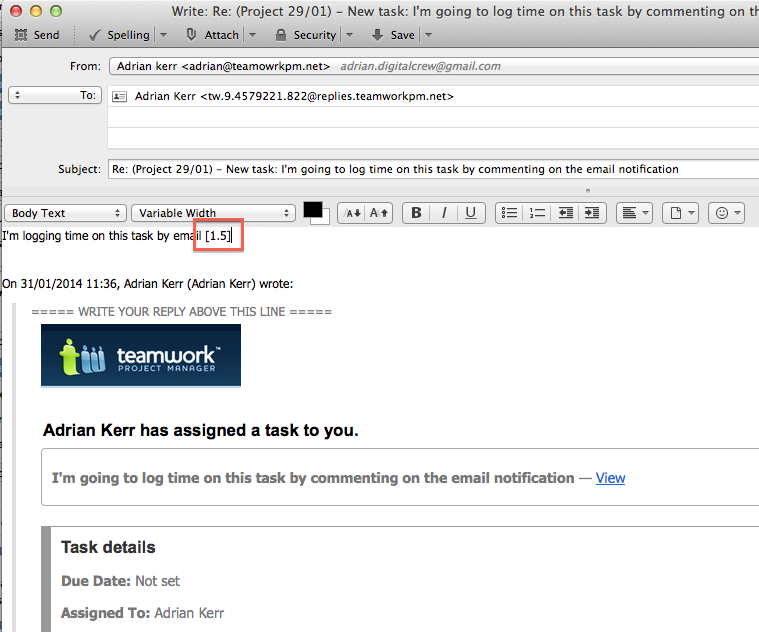 Write: Re: (Project 29/01) – New task: I'm going to log time on this task by commenting on th
Send Spelling Attach Security Save
From: Adrian kerr <adrian@teamowrkpm.net> adrian.digitalcrew@gmail.com
To: Adrian Kerr <tw.9.4579221.822@replies.teamworkpm.net>
Subject: Re: (Project 29/01) – New task: I'm going to log time on this task by commenting on the email notification
Body Text Variable Width A A B I U
I'm logging time on this task by email [1.5]
On 31/01/2014 11:36, Adrian Kerr (Adrian Kerr) wrote:
===== WRITE YOUR REPLY ABOVE THIS LINE =====
teamwork™
PROJECT MANAGER
Adrian Kerr has assigned a task to you.
I'm going to log time on this task by commenting on the email notification — View
Task details
Due Date: Not set
Assigned To: Adrian Kerr